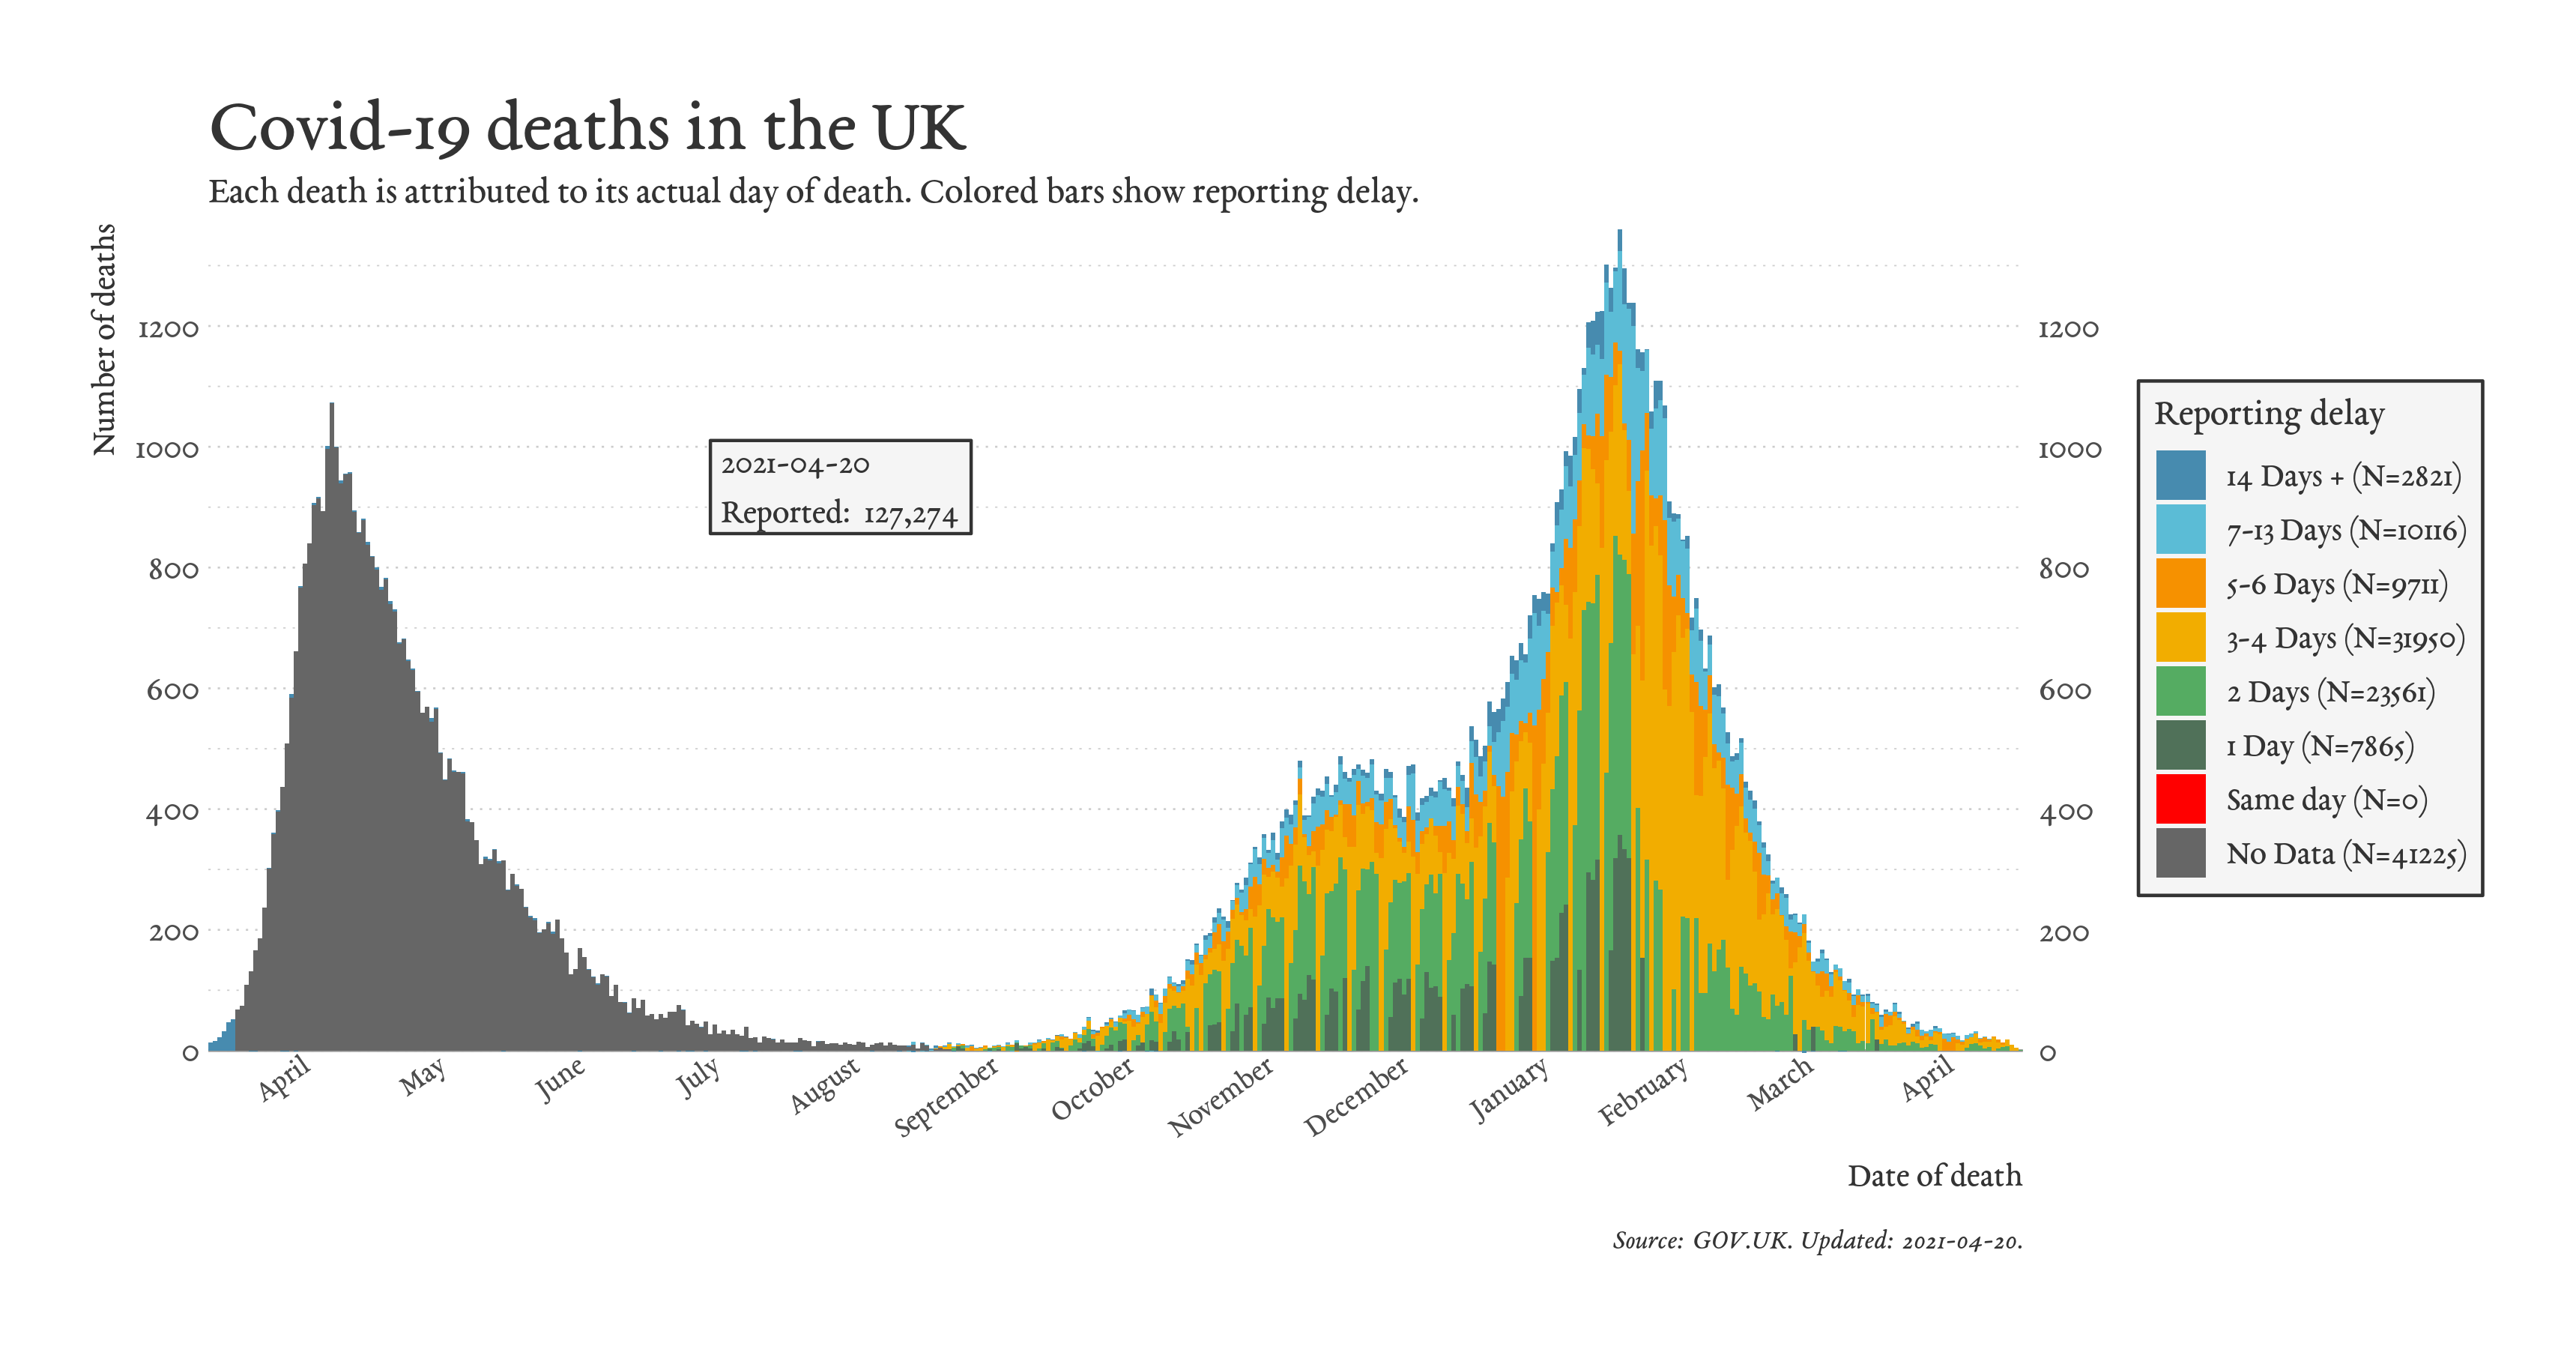 Covid-19 deaths in the UK
Each death is attributed to its actual day of death. Colored bars show reporting delay.
Number of deaths
1200
1000
800
600
400
200
0
1200
1000
800
600
400
200
0
2021-04-20
Reported: 127,274
April
May
June
July
August
September
October
November
December
January
February
March
April
Date of death
Reporting delay
14 Days + (N=2821)
7-13 Days (N=10116)
5-6 Days (N=9711)
3-4 Days (N=31950)
2 Days (N=23561)
1 Day (N=7865)
Same day (N=0)
No Data (N=41225)
Source: GOV.UK. Updated: 2021-04-20.